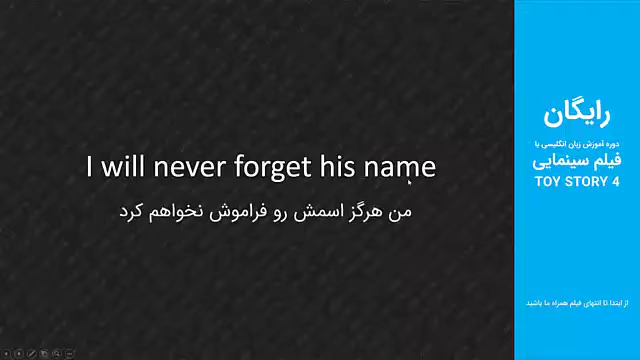 I will never forget his name
من هرگز اسمش رو فراموش نخواهم کرد
رایگان
دوره آموزش زبان انگلیسی با
فیلم سینمایی
TOY STORY 4
از ابتدا تا انتهای فیلم همراه ما باشید